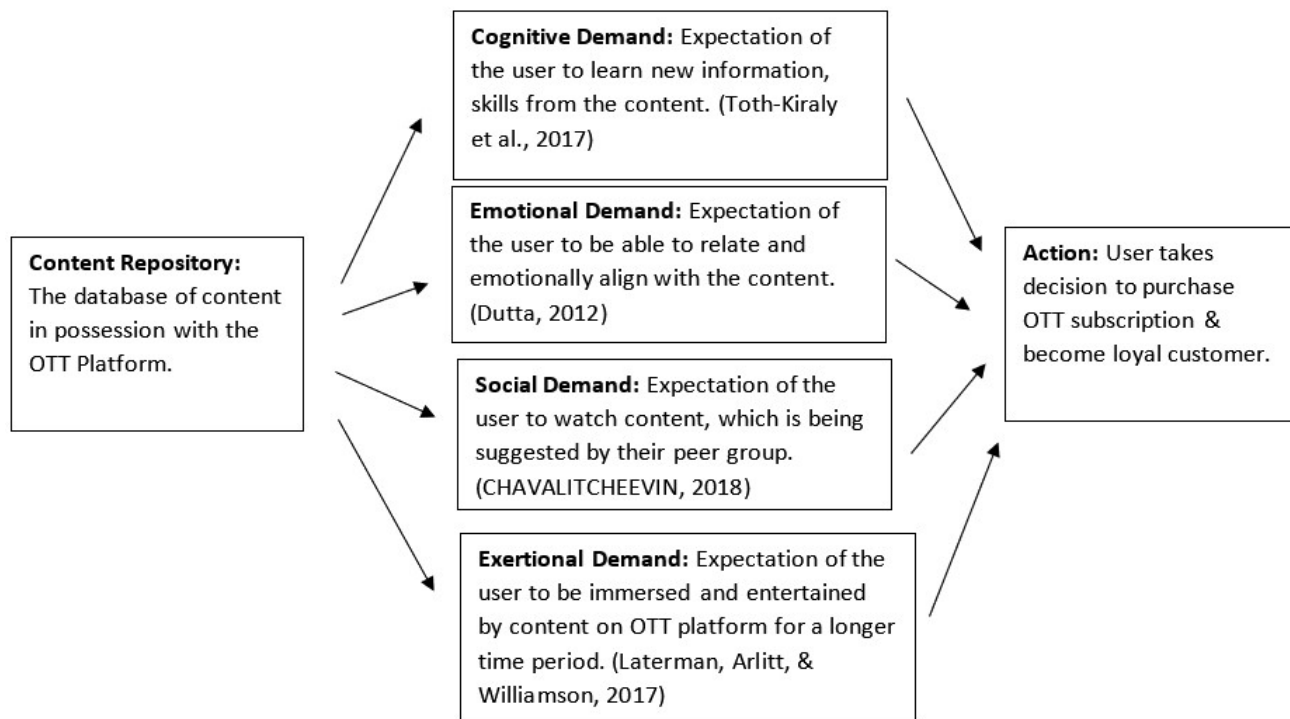 Cognitive Demand: Expectation of
the user to learn new information,
skills from the content. (Toth-Kiraly
et al., 2017)
Emotional Demand: Expectation of
the user to be able to relate and
emotionally align with the content.
(Dutta, 2012)
Content Repository:
The database of content
in possession with the
OTT Platform.
Action: User takes
decision to purchase
OTT subscription &
become loyal customer.
Social Demand: Expectation of the
user to watch content, which is being
suggested by their peer group.
(CHAVALITCHEEVIN, 2018)
Exertional Demand: Expectation of the
user to be immersed and entertained
by content on OTT platform for a longer
time period. (Laterman, Arlitt, &
Williamson, 2017)